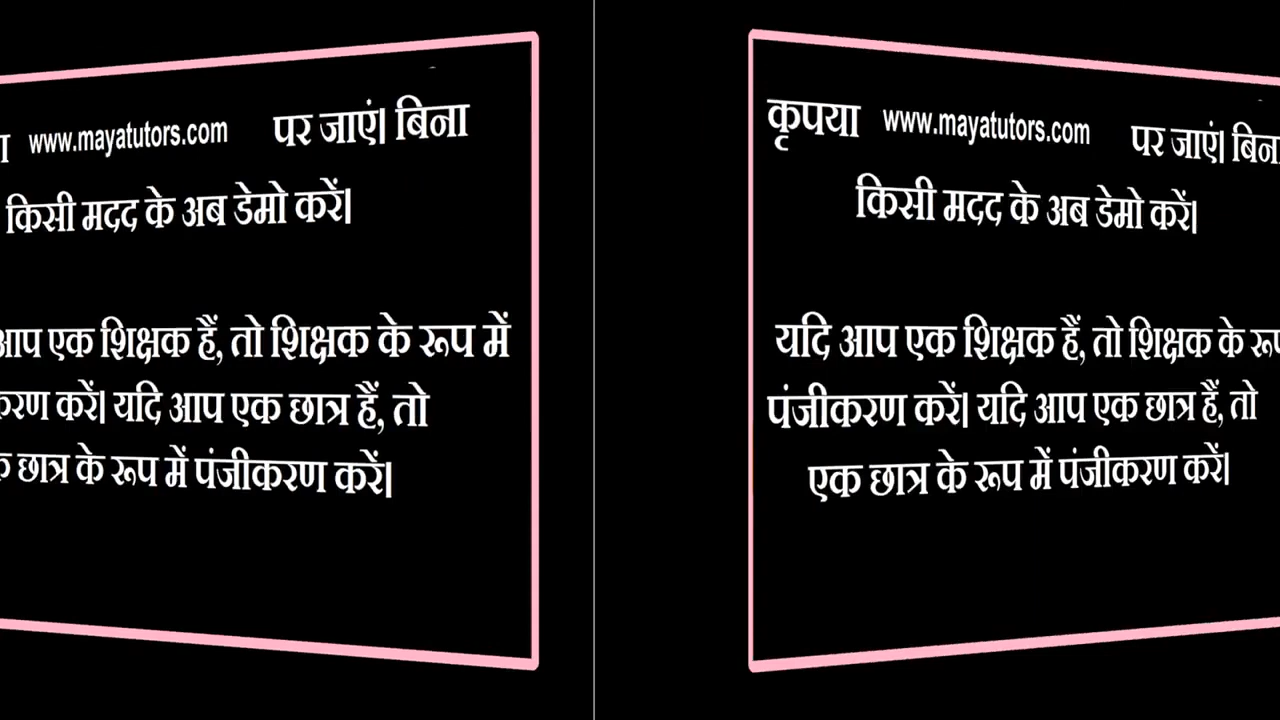 www.mayatutors.com पर जाएं। बिना
किसी मदद के अब डेमो करें।
आप एक शिक्षक हैं, तो शिक्षक के रूप में
करें। यदि आप एक छात्र हैं, तो
छात्र के रूप में पंजीकरण करें।
कृपया www.mayatutors.com पर जाएं। बिना
किसी मदद के अब डेमो करें।
यदि आप एक शिक्षक हैं, तो शिक्षक के रूप
पंजीकरण करें। यदि आप एक छात्र हैं, तो
एक छात्र के रूप में पंजीकरण करें।